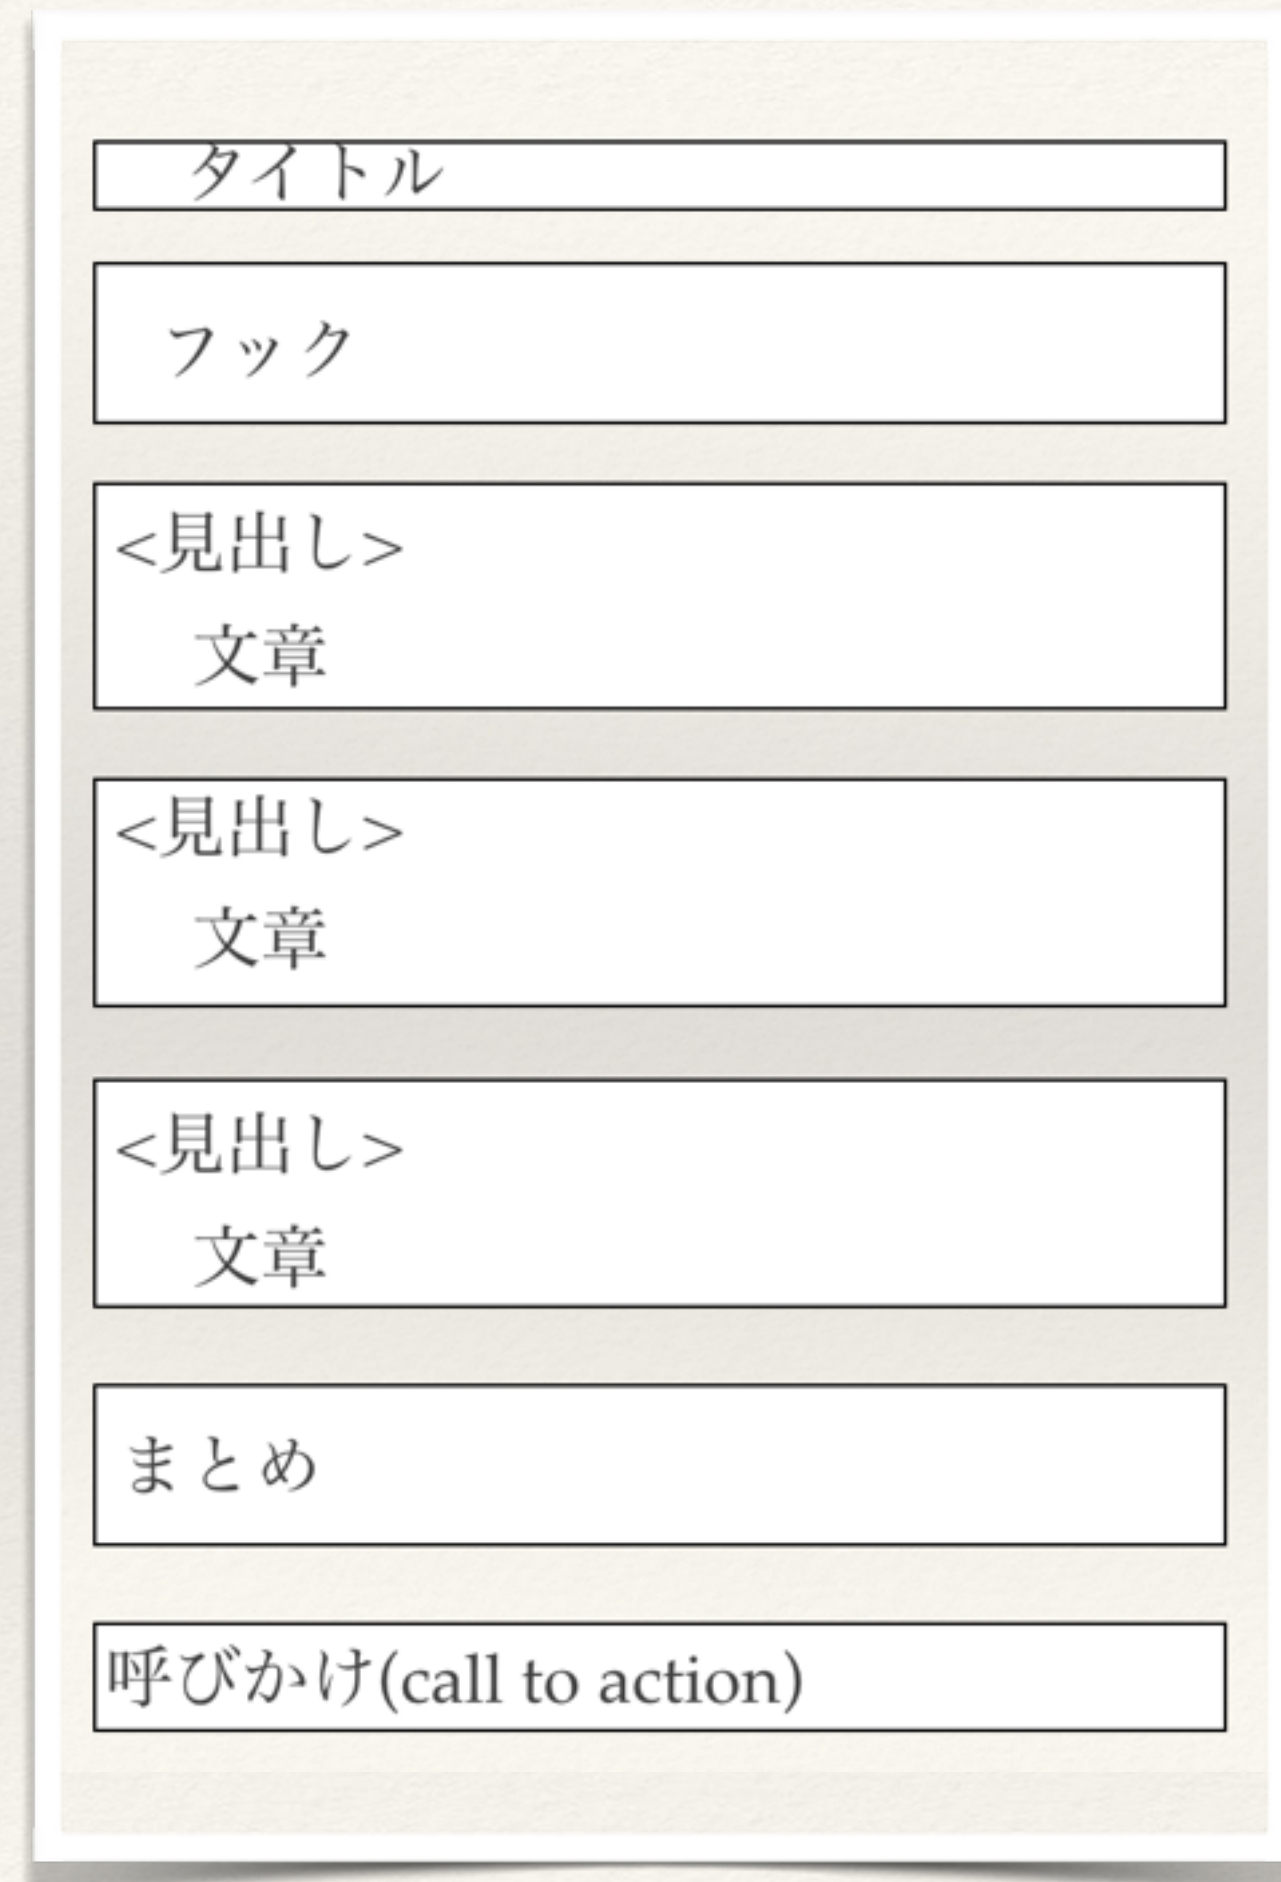 タイトル
フック
<見出し>
文章
<見出し>
文章
<見出し>
文章
まとめ
呼びかけ(call to action)